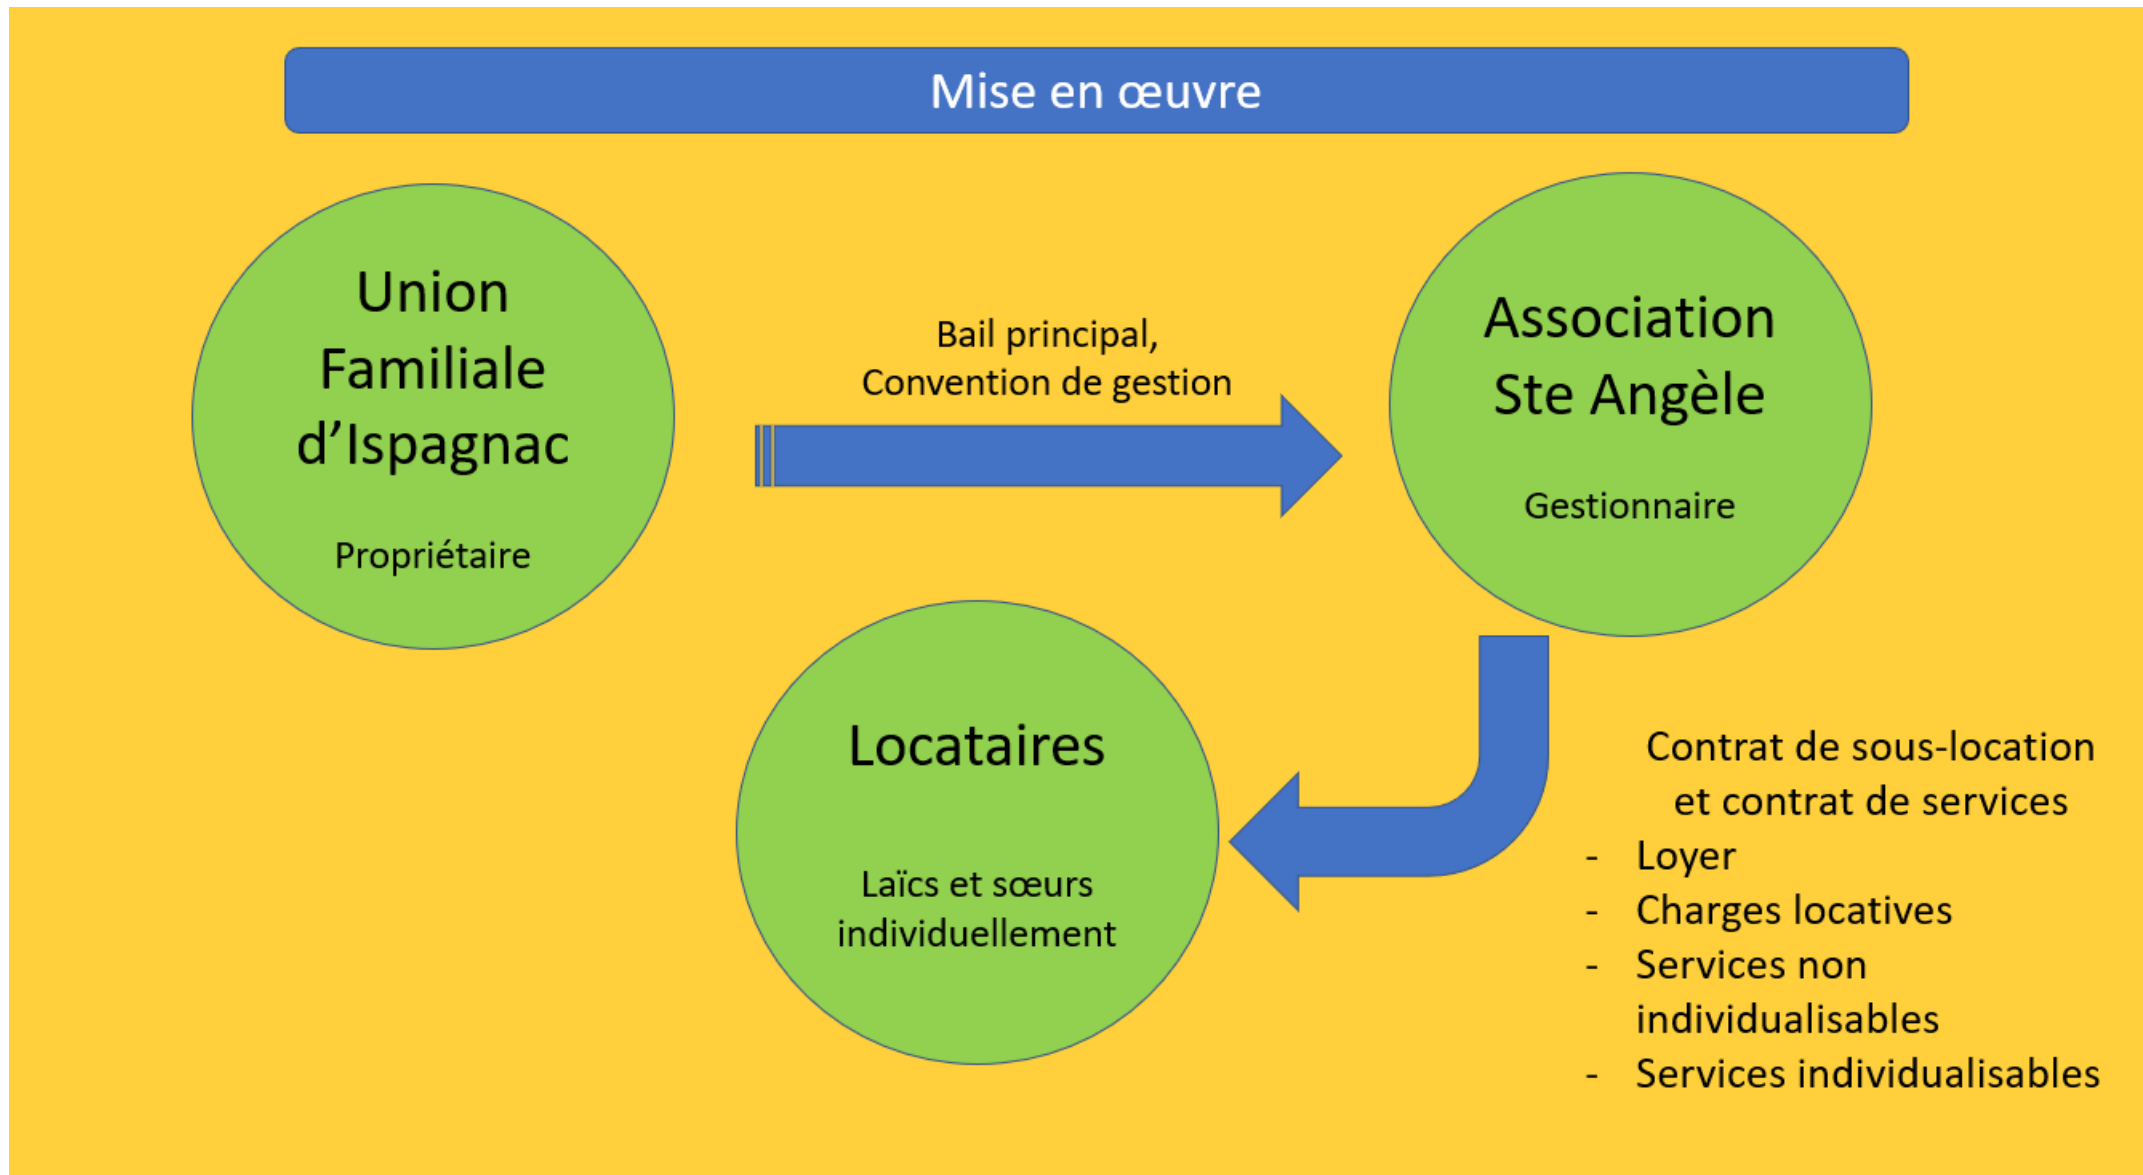 Mise en œuvre
Union
Familiale
d’Ispagnac
Propriétaire
Bail principal,
Convention de gestion
Association
Ste Angèle
Gestionnaire
Locataires
Laïcs et sœurs
individuellement
Contrat de sous-location
et contrat de services
- Loyer
- Charges locatives
- Services non
individualisables
- Services individualisables